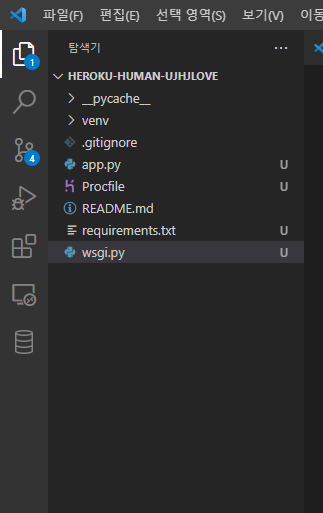 파일(F) 편집(E) 선택 영역(S) 보기(V) 이동
탐색기
HEROKU-HUMAN-UJHJLOVE
__pycache__
venv
.gitignore
app.py U
Procfile U
README.md
requirements.txt U
wsgi.py U
1
4